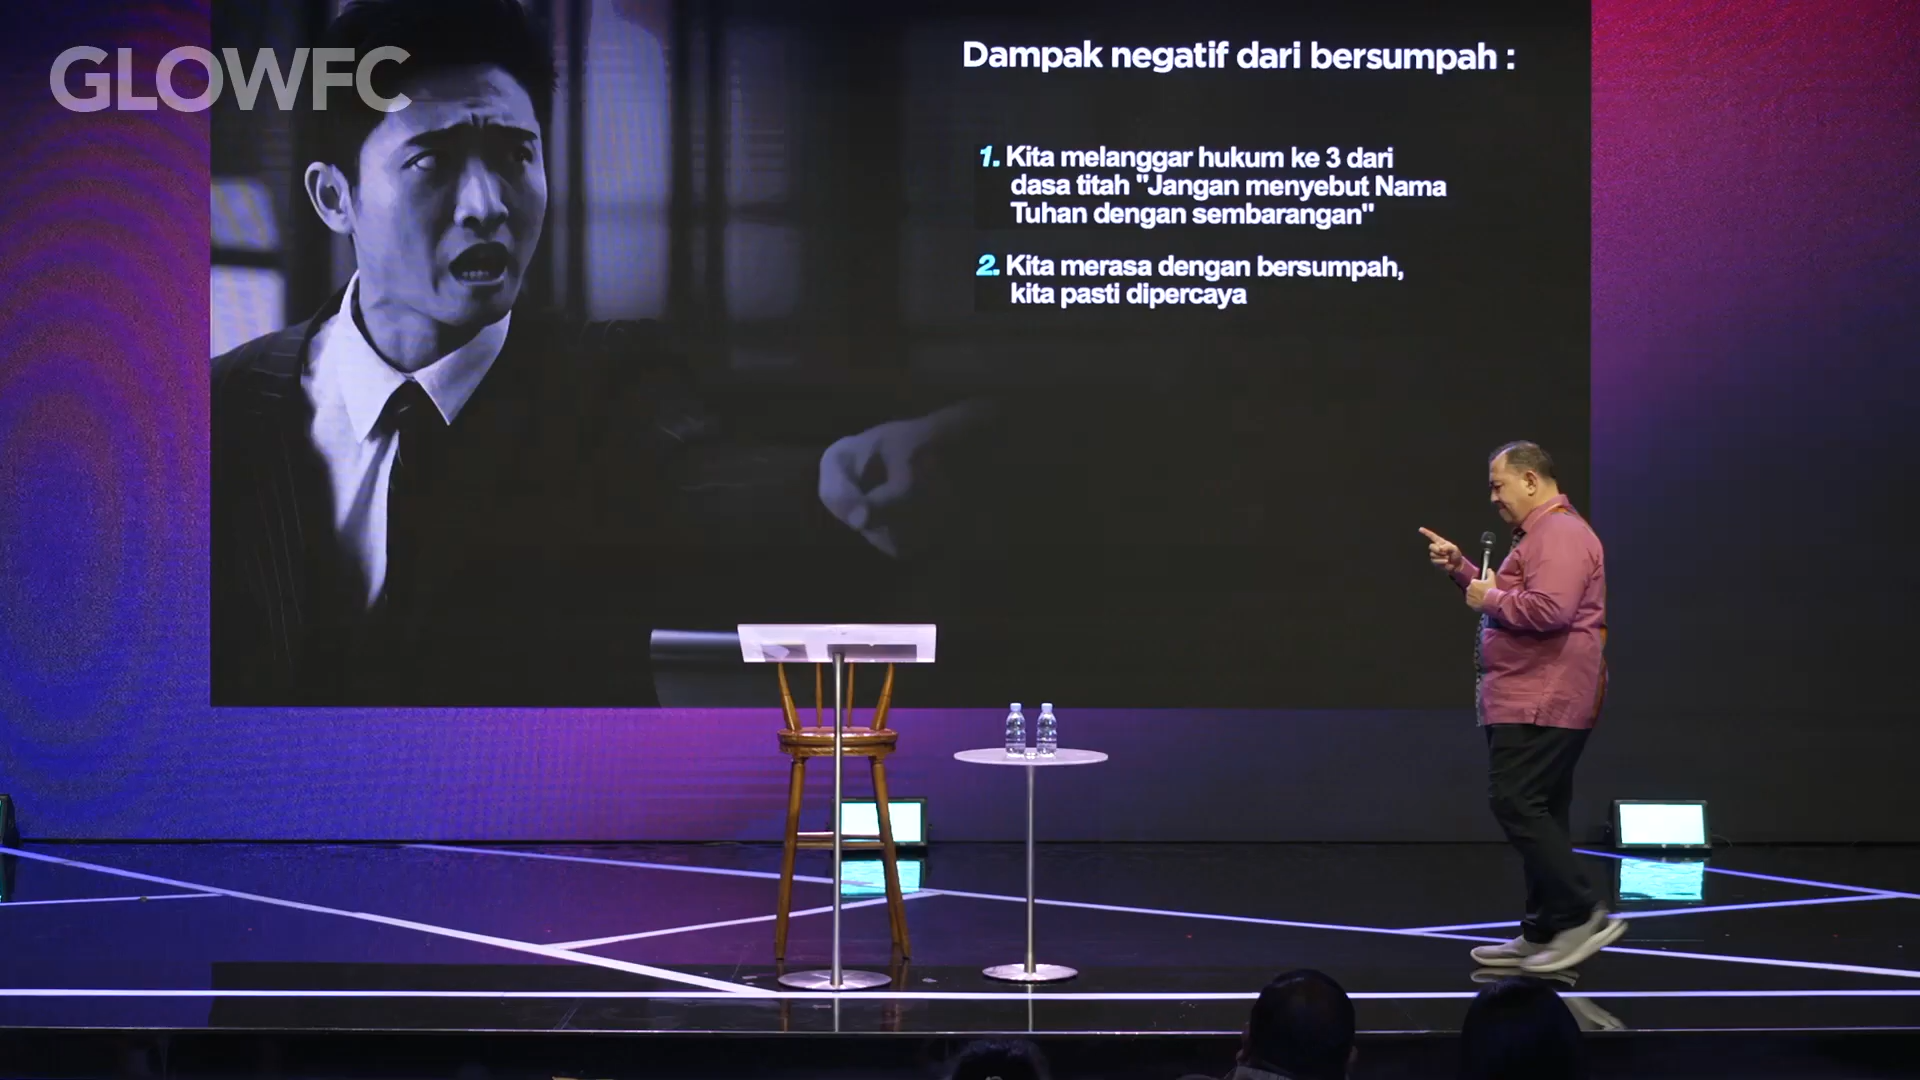 GLOWFC
Dampak negatif dari bersumpah :
1. Kita melanggar hukum ke 3 dari
dasa titah "Jangan menyebut Nama
Tuhan dengan sembarangan"
2. Kita merasa dengan bersumpah,
kita pasti dipercaya